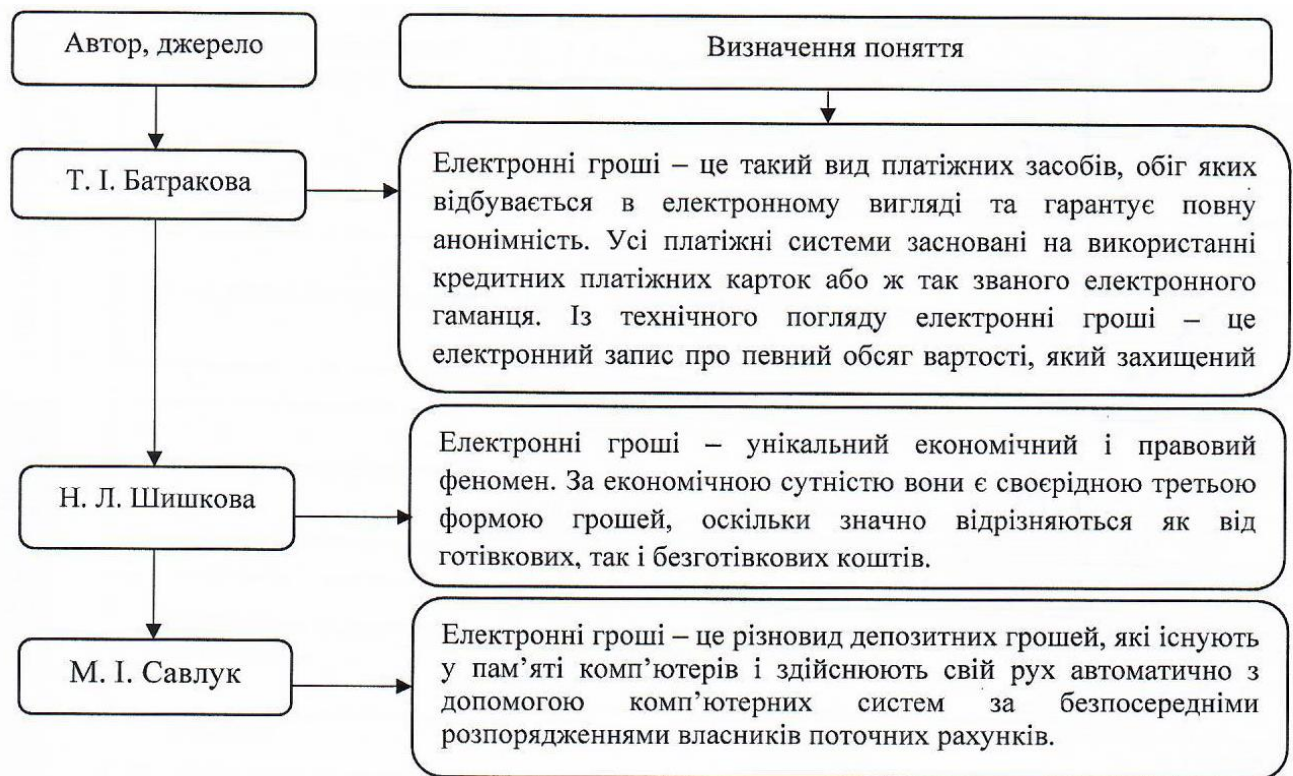 Автор, джерело
Визначення поняття
Т. І. Батракова
Електронні гроші – це такий вид платіжних засобів, обіг яких
відбувається в електронному вигляді та гарантує повну
анонімність. Усі платіжні системи засновані на використанні
кредитних платіжних карток або ж так званого електронного
гаманця. Із технічного погляду електронні гроші – це
електронний запис про певний обсяг вартості, який захищений
Н. Л. Шишкова
Електронні гроші – унікальний економічний і правовий
феномен. За економічною сутністю вони є своєрідною третьою
формою грошей, оскільки значно відрізняються як від
готівкових, так і безготівкових коштів.
М. І. Савлук
Електронні гроші – це різновид депозитних грошей, які існують
у пам’яті комп’ютерів і здійснюють свій рух автоматично з
допомогою комп’ютерних систем за безпосередніми
розпорядженнями власників поточних рахунків.